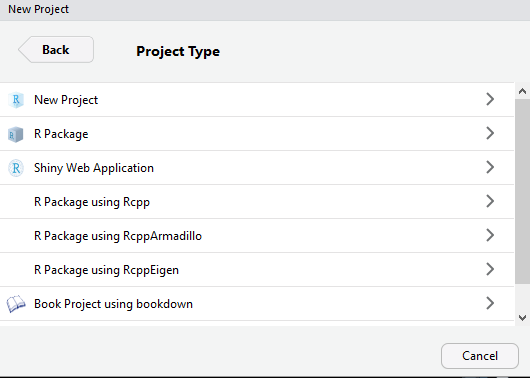 New Project
Back
Project Type
New Project
R Package
Shiny Web Application
R Package using Rcpp
R Package using RcppArmadillo
R Package using RcppEigen
Book Project using bookdown
Cancel